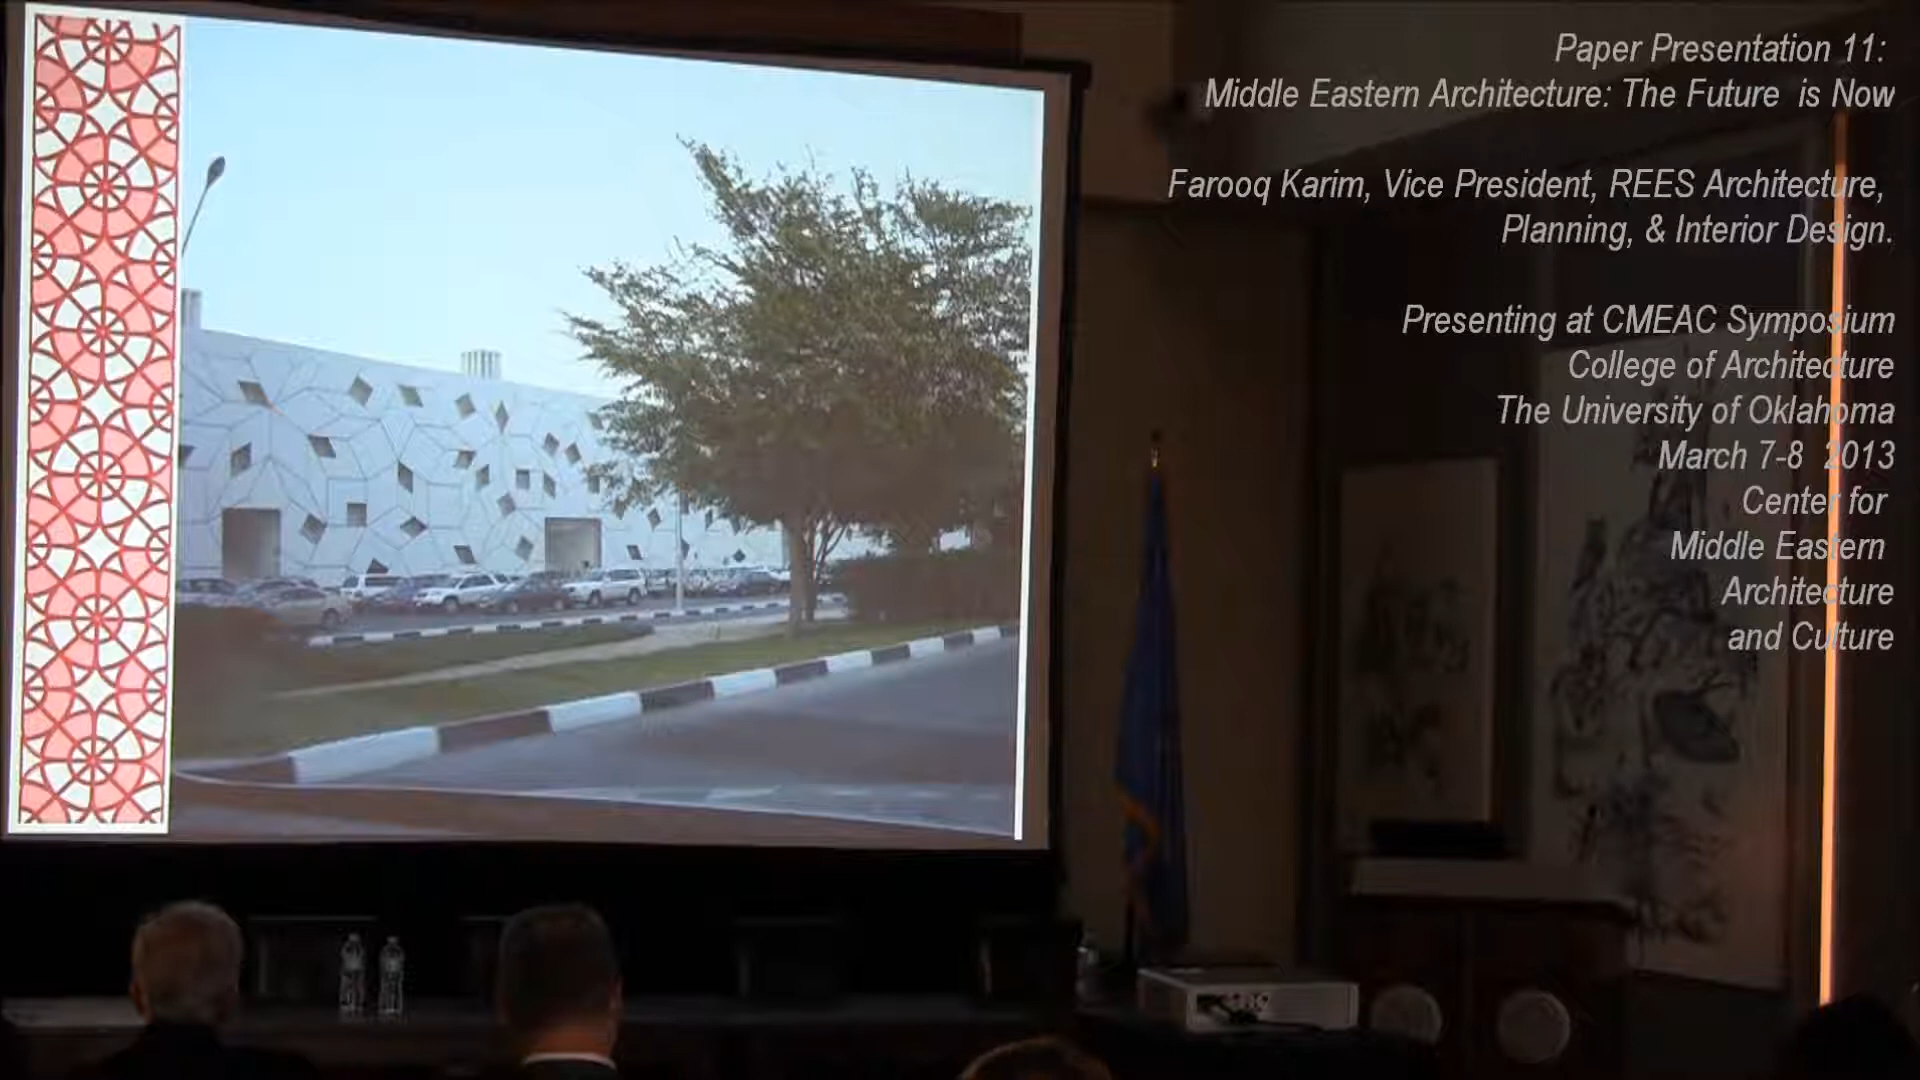 Paper Presentation 11:
Middle Eastern Architecture: The Future is Now
Farooq Karim, Vice President, REES Architecture,
Planning, & Interior Design.
Presenting at CMEAC Symposium
College of Architecture
The University of Oklahoma
March 7-8 2013
Center for
Middle Eastern
Architecture
and Culture